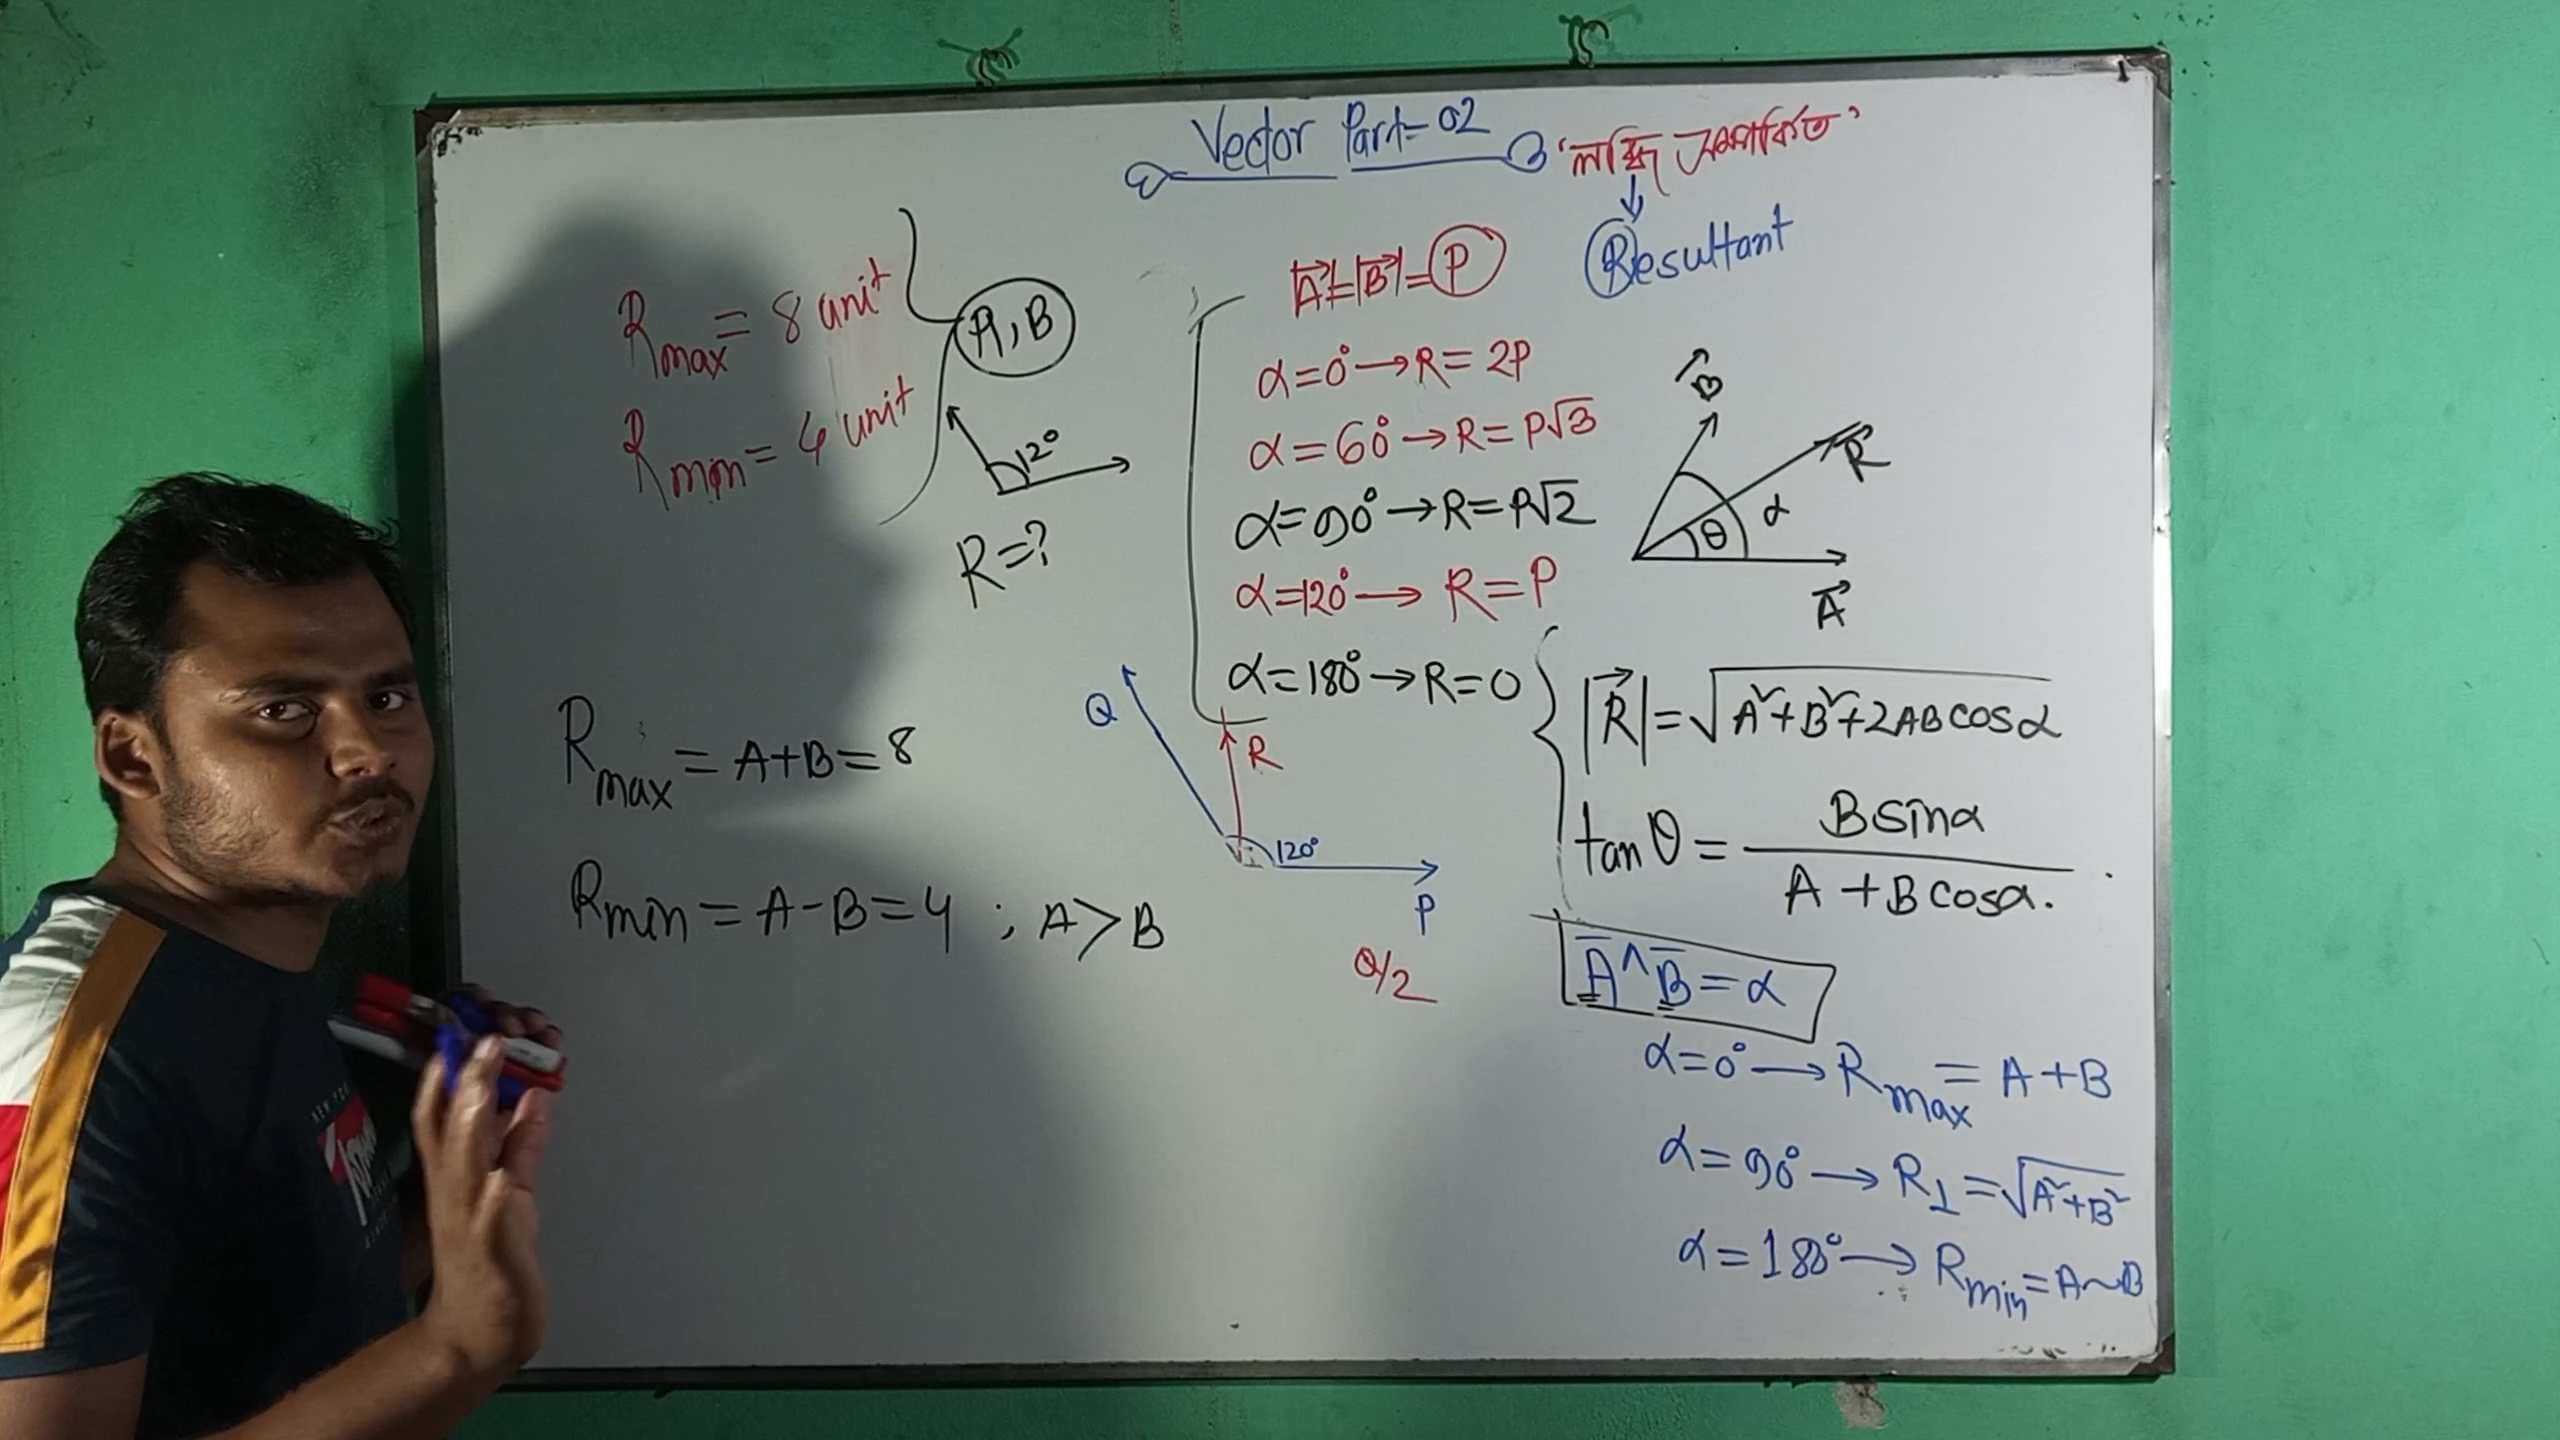 Vector Part-02
'লব্ধি সম্পর্কিত'
Resultant
Rmax = 8 unit
Rmin = 4 unit
A, B
12°
R=?
|A⃗|=|B⃗|=P
α=0° → R= 2P
α=60° → R= P√3
α=90° → R= P√2
α=120° → R=P
α=180° → R=0
B⃗
R⃗
θ
α
A⃗
Q
R
120°
P
Q/2
Rmax = A+B=8
Rmin = A-B=4 ; A>B
|R⃗| = √A²+B²+2ABcosα
tanθ = Bsinα / A+Bcosα.
A̅^B̅=α
α=0° → Rmax = A+B
α=90° → R⊥ = √A²+B²
α=180° → Rmin = A~B